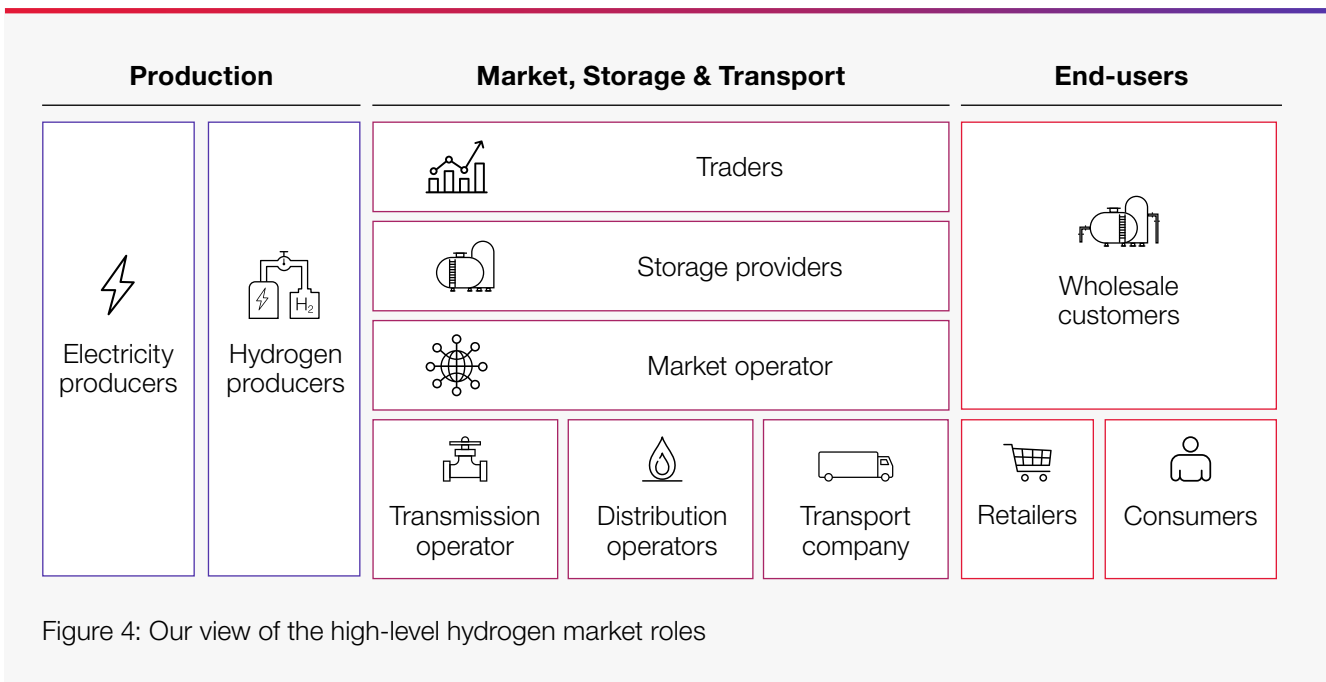 Production
Market, Storage & Transport
End-users
Electricity
producers
Hydrogen
producers
H2
Traders
Storage providers
Market operator
Transmission
operator
Distribution
operators
Transport
company
Wholesale
customers
Retailers
Consumers
Figure 4: Our view of the high-level hydrogen market roles